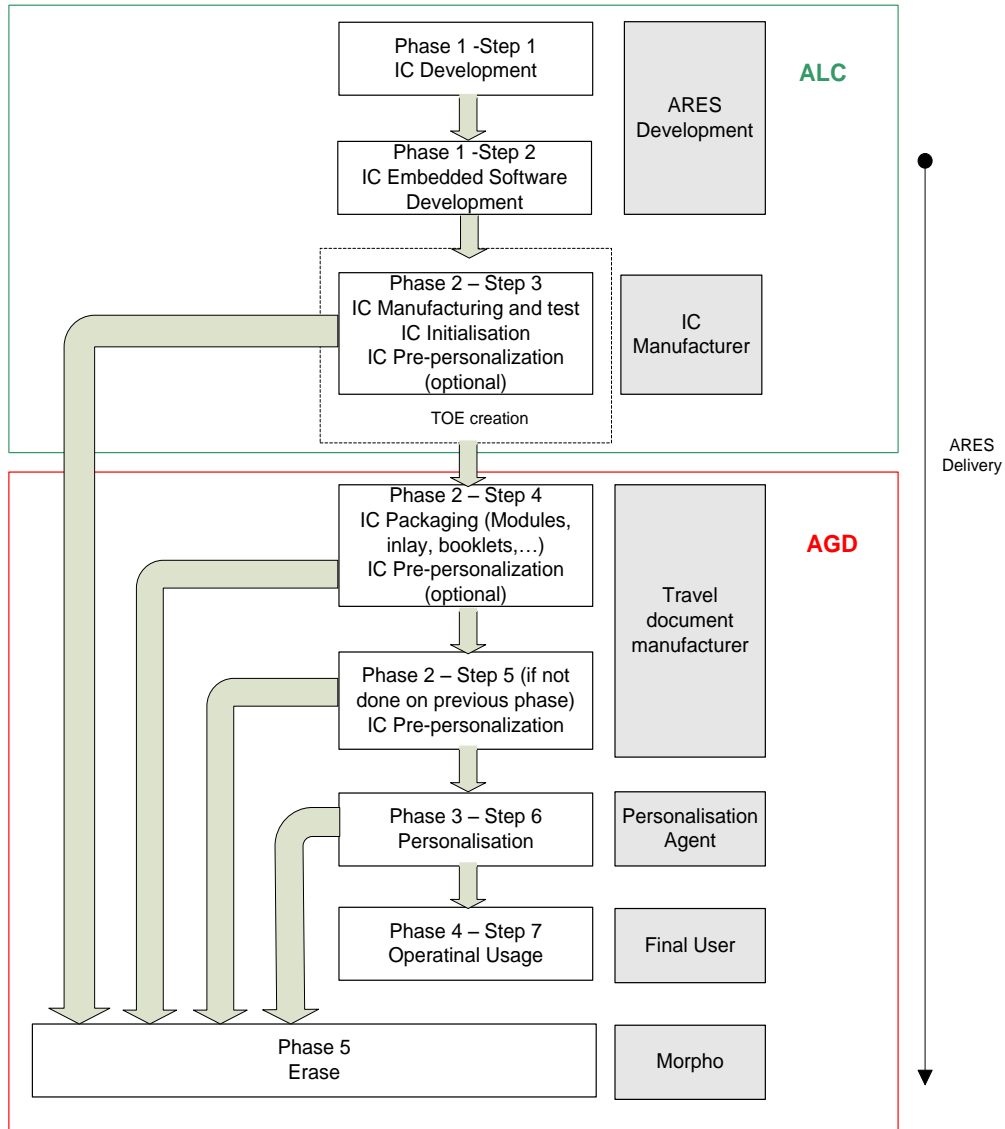 Phase 1 -Step 1
IC Development
ALC
ARES
Development
Phase 1 -Step 2
IC Embedded Software
Development
Phase 2 – Step 3
IC Manufacturing and test
IC Initialisation
IC Pre-personalization
(optional)
TOE creation
IC
Manufacturer
ARES
Delivery
Phase 2 – Step 4
IC Packaging (Modules,
inlay, booklets,…)
IC Pre-personalization
(optional)
AGD
Travel
document
manufacturer
Phase 2 – Step 5 (if not
done on previous phase)
IC Pre-personalization
Phase 3 – Step 6
Personalisation
Personalisation
Agent
Phase 4 – Step 7
Operatinal Usage
Final User
Phase 5
Erase
Morpho